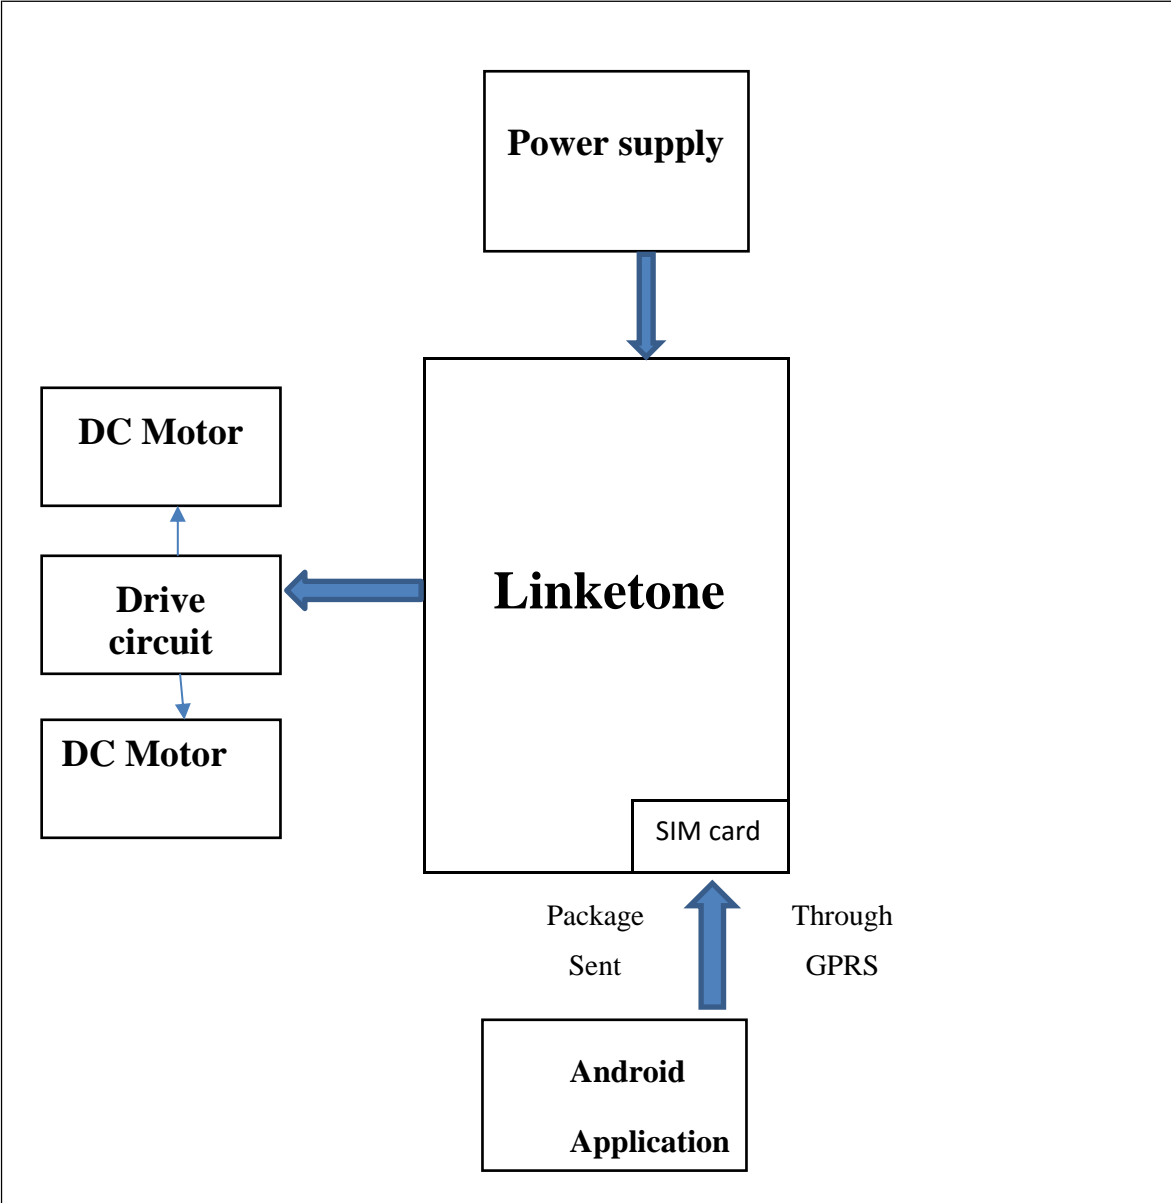 Power supply
DC Motor
Drive
circuit
DC Motor
Linketone
SIM card
Package
Sent
Through
GPRS
Android
Application